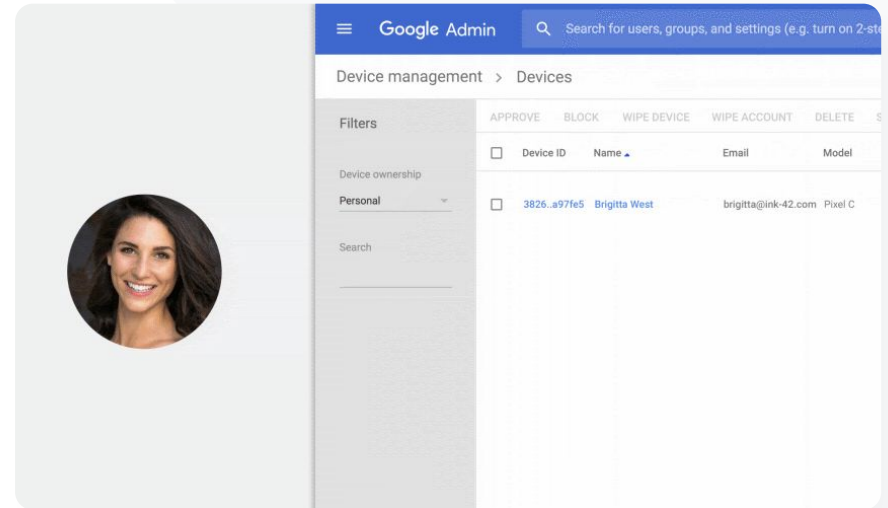 Google Admin
Search for users, groups, and settings (e.g. turn on 2-ste
Device management > Devices
Filters
APPROVE BLOCK WIPE DEVICE WIPE ACCOUNT DELETE
Device ID Name Email Model
Device ownership
Personal
3826..a97fe5 Brigitta West brigitta@ink-42.com Pixel C
Search